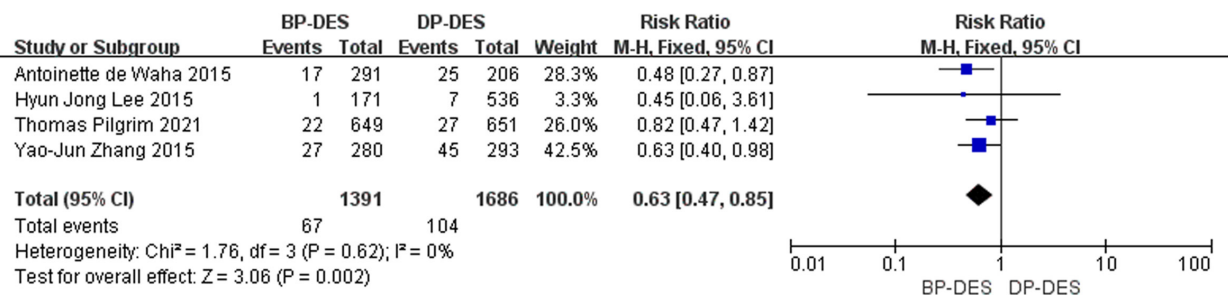 BP-DES DP-DES Risk Ratio Risk Ratio
Study or Subgroup Events Total Events Total Weight M-H, Fixed, 95% CI M-H, Fixed, 95% CI
Antoinette de Waha 2015 17 291 25 206 28.3% 0.48 [0.27, 0.87]
Hyun Jong Lee 2015 1 171 7 536 3.3% 0.45 [0.06, 3.61]
Thomas Pilgrim 2021 22 649 27 651 26.0% 0.82 [0.47, 1.42]
Yao-Jun Zhang 2015 27 280 45 293 42.5% 0.63 [0.40, 0.98]
Total (95% CI) 1391 1686 100.0% 0.63 [0.47, 0.85]
Total events 67 104
Heterogeneity: Chi² = 1.76, df = 3 (P = 0.62); I² = 0%
Test for overall effect: Z = 3.06 (P = 0.002)
0.01 0.1 1 10 100
BP-DES DP-DES